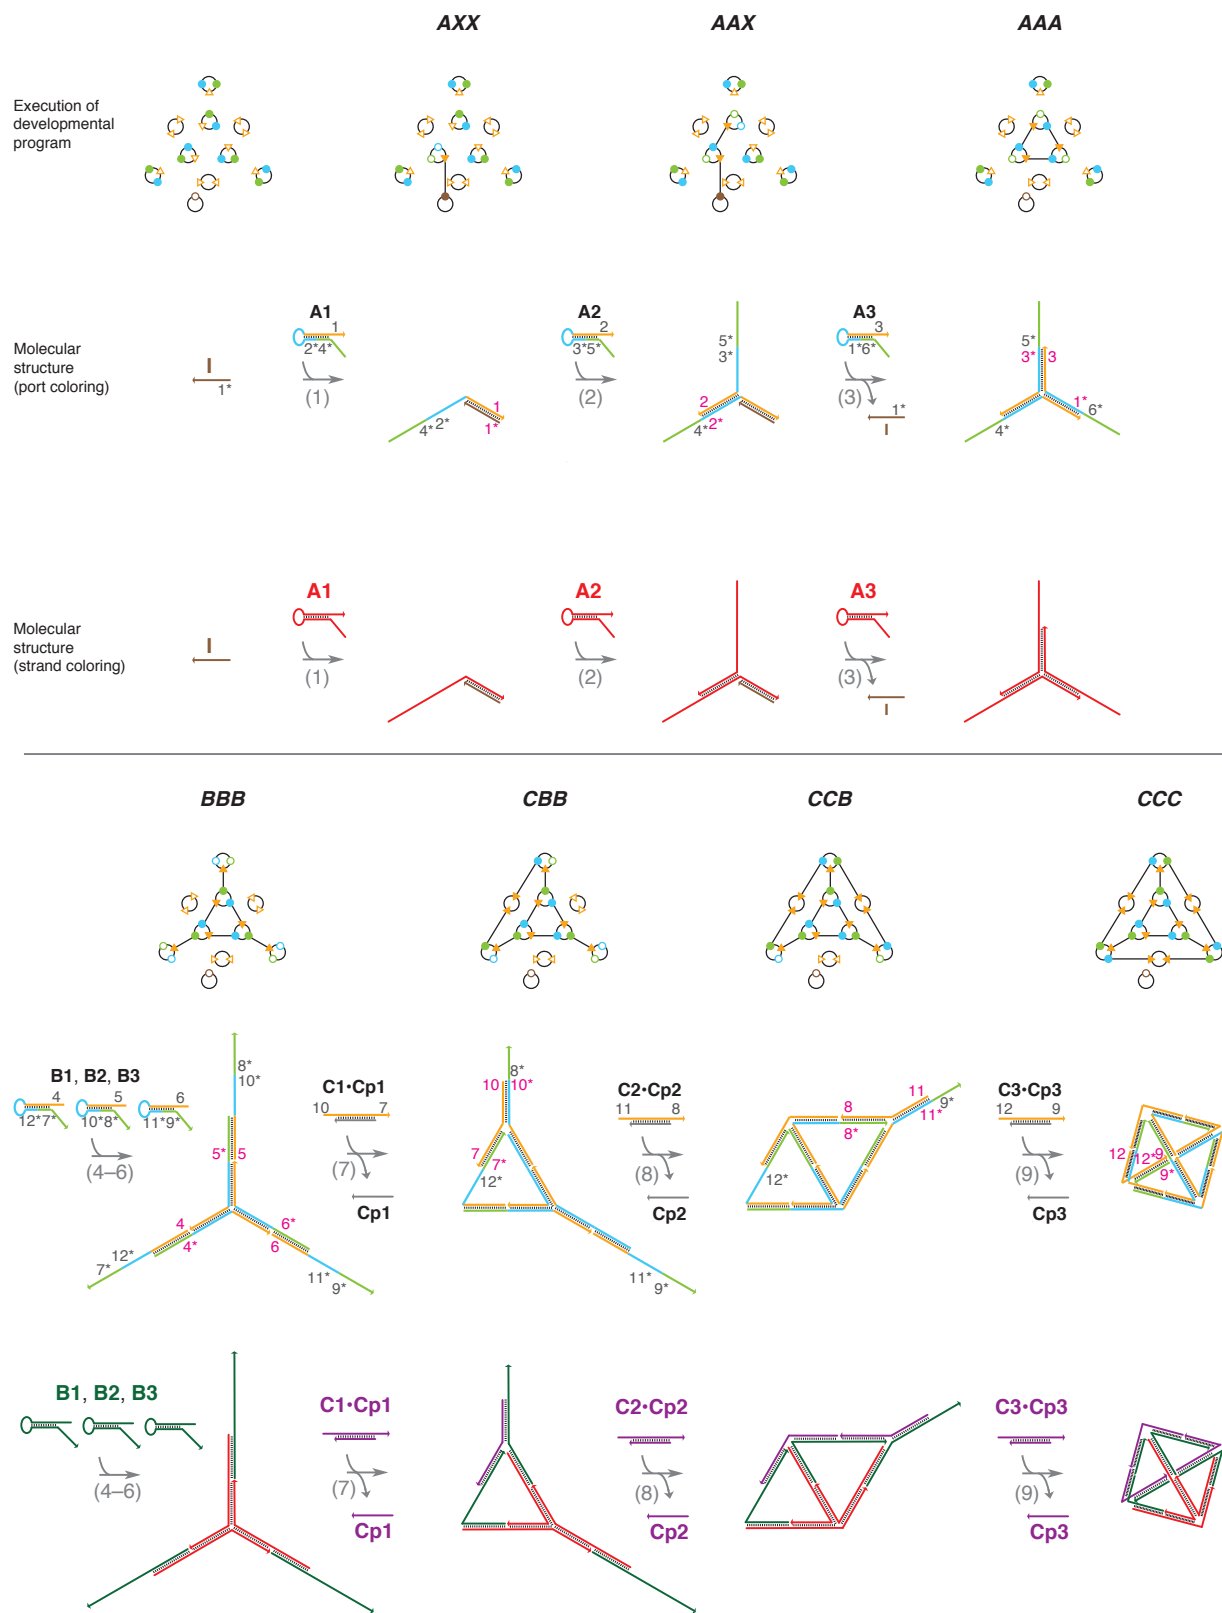 AXX AAX AAA
Execution of
developmental
program
A1 A2 A3
1 2 3
2*4* 3*5* 1*6*
Molecular
structure
(port coloring)
I
1*
(1) (2) (3)
4* 2* 1 1*
5*
3*
2
4* 2*
1*
I
5*
3* 3
1*
6*
4*
A1 A2 A3
Molecular
structure
(strand coloring)
I
(1) (2) (3)
I
BBB CBB CCB CCC
B1, B2, B3
4 5 6
12*7* 10*8* 11*9*
(4–6)
8*
10*
5* 5
4
4*
6*
6
12*
7*
11*
9*
C1•Cp1
10 7
(7)
Cp1
8*
10 10*
7
7*
12*
11*
9*
C2•Cp2
11 8
(8)
Cp2
8
8*
11
11*
9*
12*
C3•Cp3
12 9
(9)
Cp3
12 12* 9
9*
B1, B2, B3
(4–6)
C1•Cp1
(7)
Cp1
C2•Cp2
(8)
Cp2
C3•Cp3
(9)
Cp3